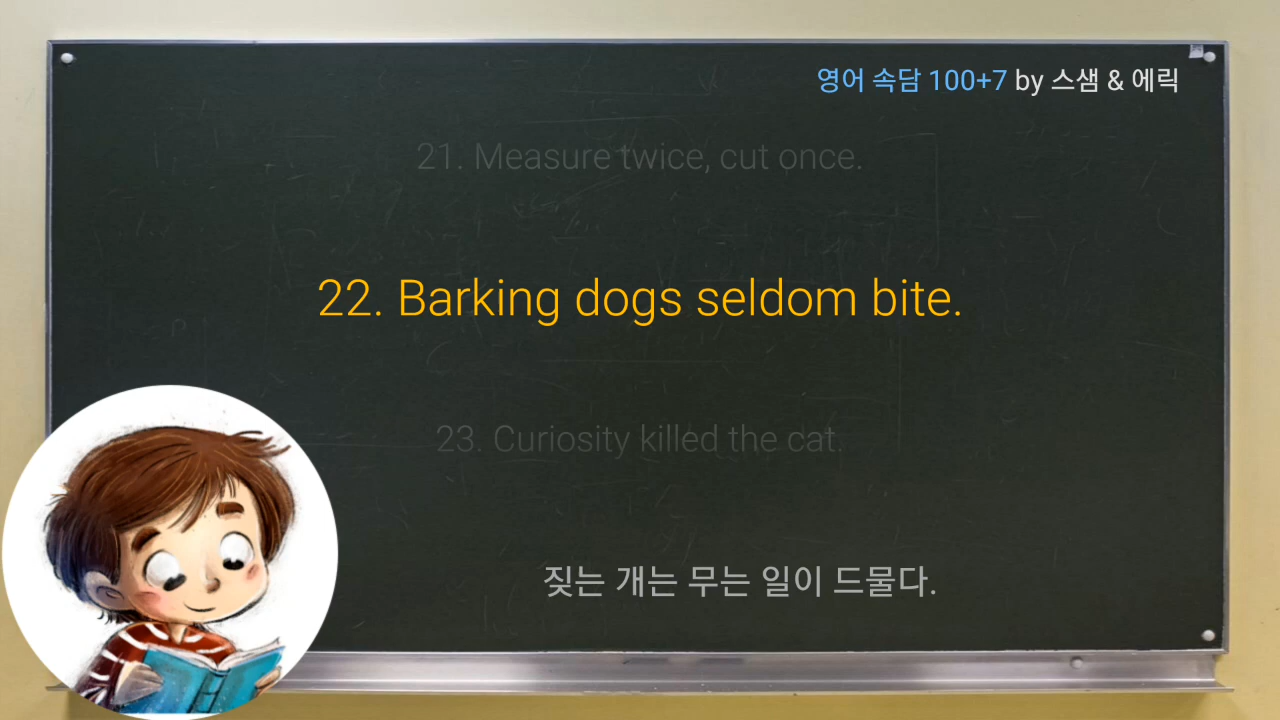 영어 속담 100+7 by 스샘 & 에릭
21. Measure twice, cut once.
22. Barking dogs seldom bite.
23. Curiosity killed the cat.
짖는 개는 무는 일이 드물다.